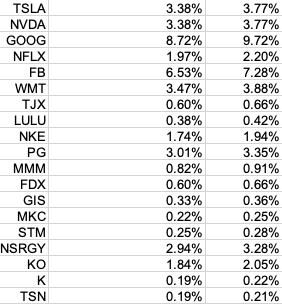 TSLA 3.38% 3.77%
NVDA 3.38% 3.77%
GOOG 8.72% 9.72%
NFLX 1.97% 2.20%
FB 6.53% 7.28%
WMT 3.47% 3.88%
TJX 0.60% 0.66%
LULU 0.38% 0.42%
NKE 1.74% 1.94%
PG 3.01% 3.35%
MMM 0.82% 0.91%
FDX 0.60% 0.66%
GIS 0.33% 0.36%
MKC 0.22% 0.25%
STM 0.25% 0.28%
NSRGY 2.94% 3.28%
KO 1.84% 2.05%
K 0.19% 0.22%
TSN 0.19% 0.21%